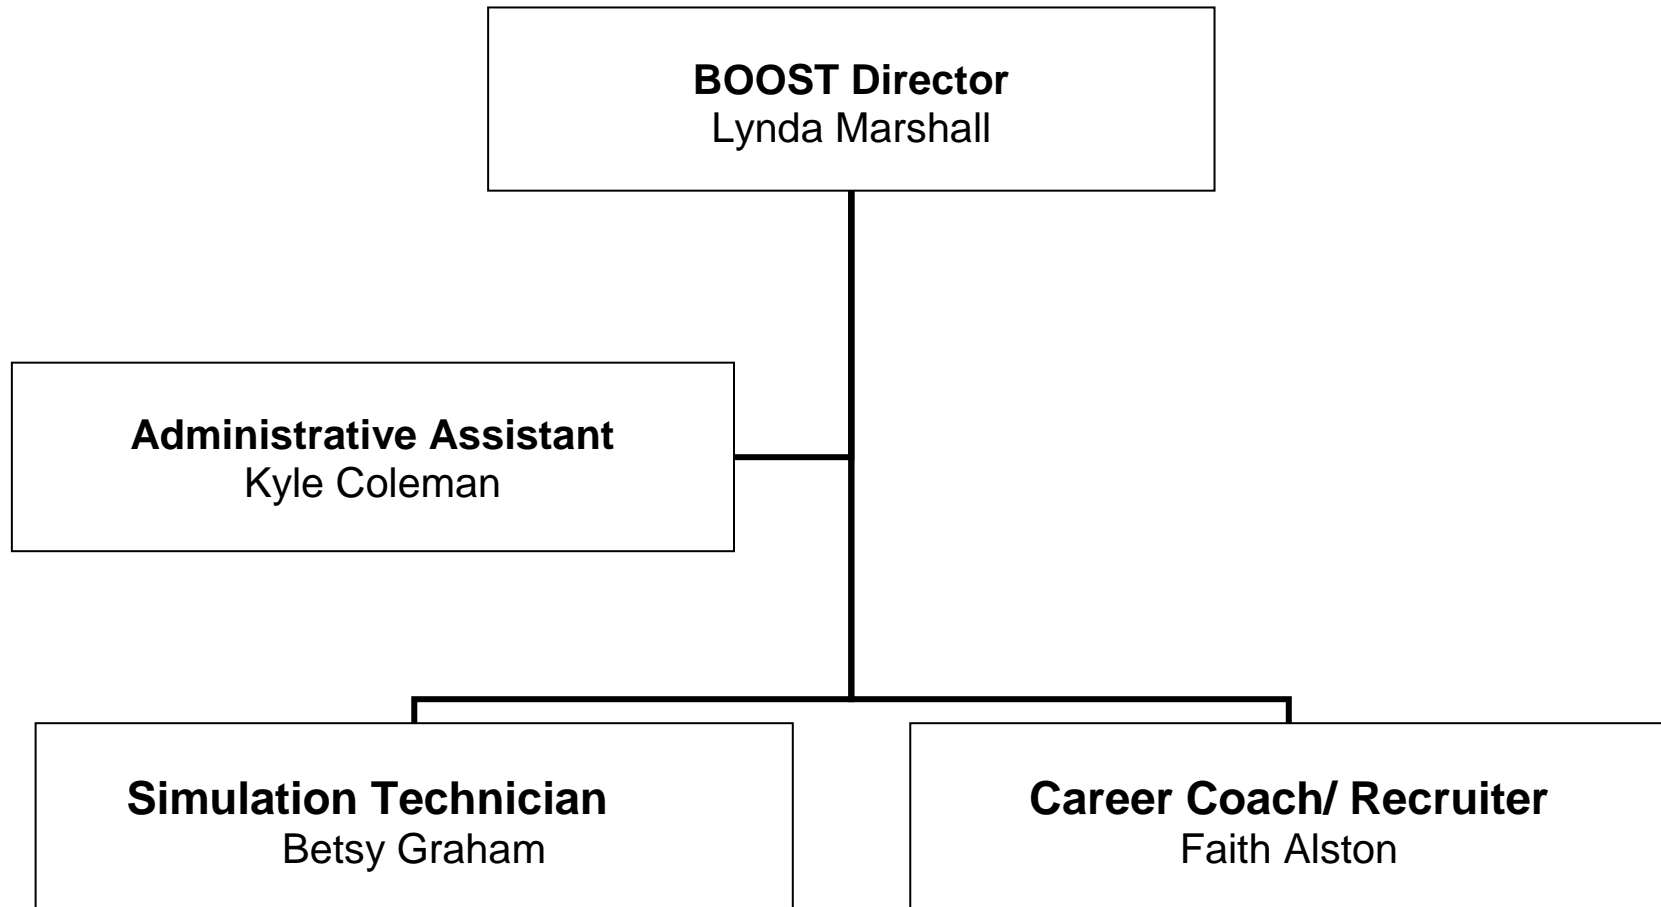 BOOST Director
Lynda Marshall
Administrative Assistant
Kyle Coleman
Simulation Technician
Betsy Graham
Career Coach/ Recruiter
Faith Alston